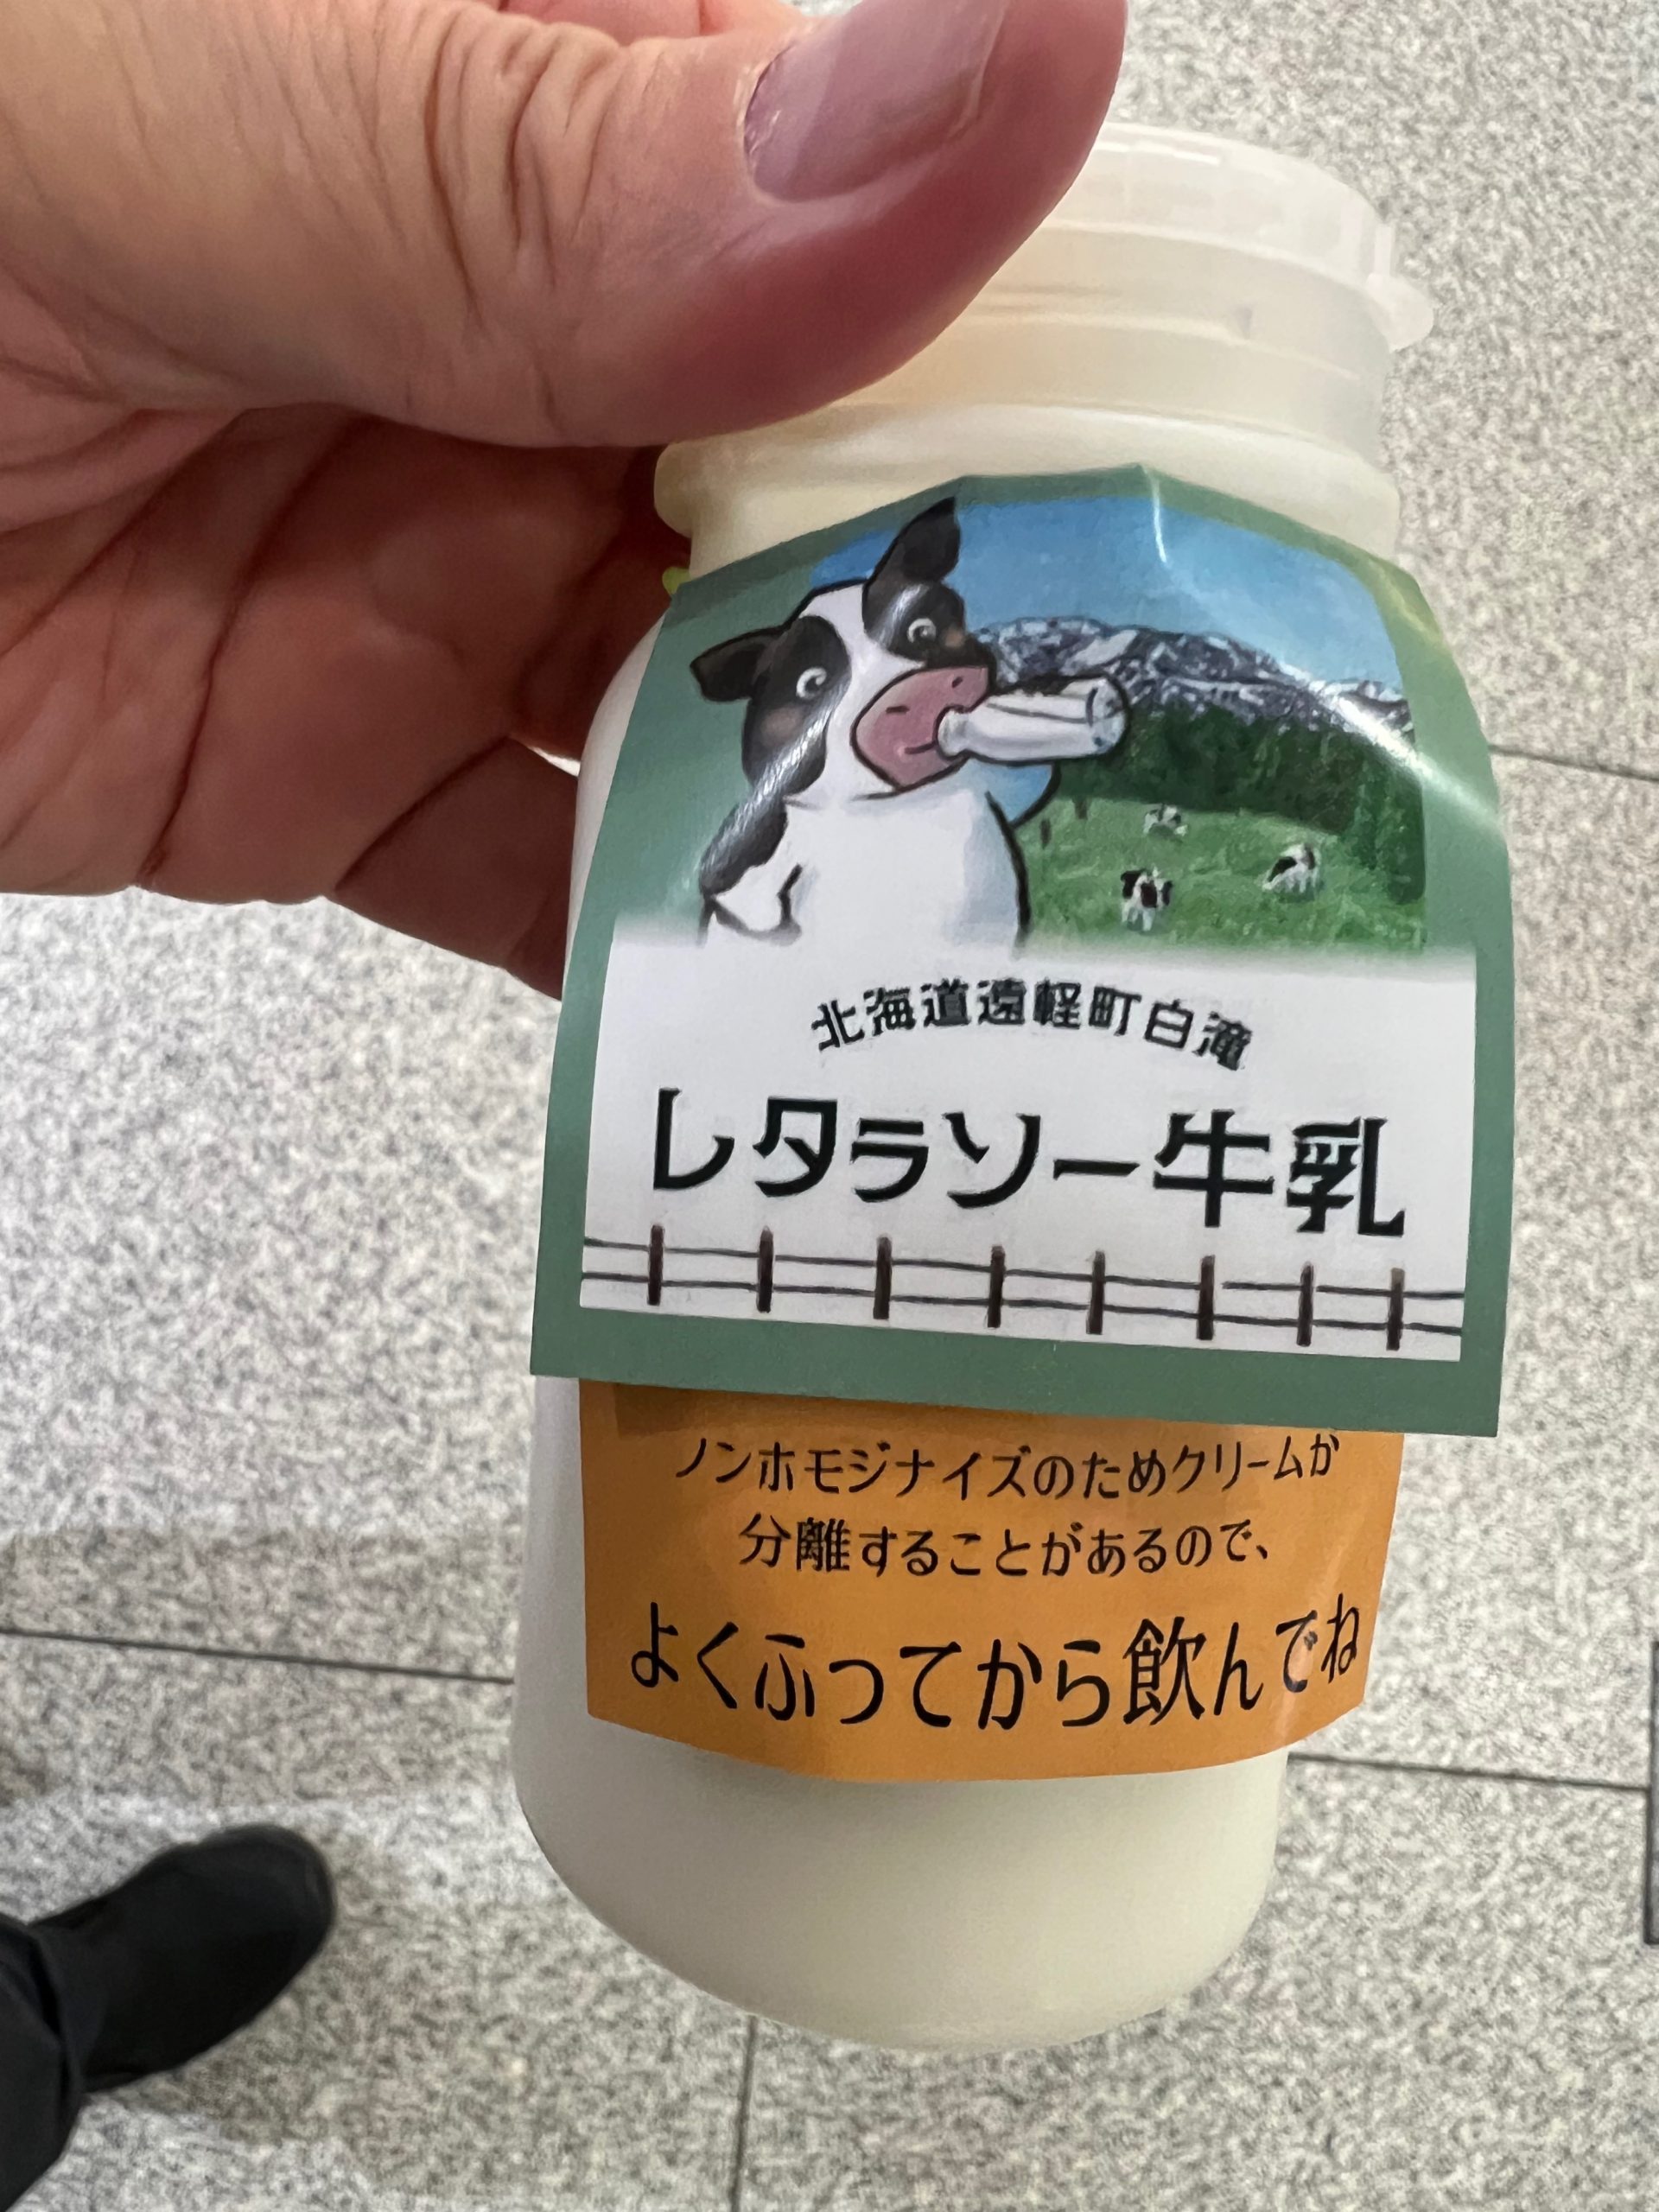 北海道遠軽町白滝
レタラソー牛乳
ノンホモジナイズのためクリームが
分離することがあるので、
よくふってから飲んでね